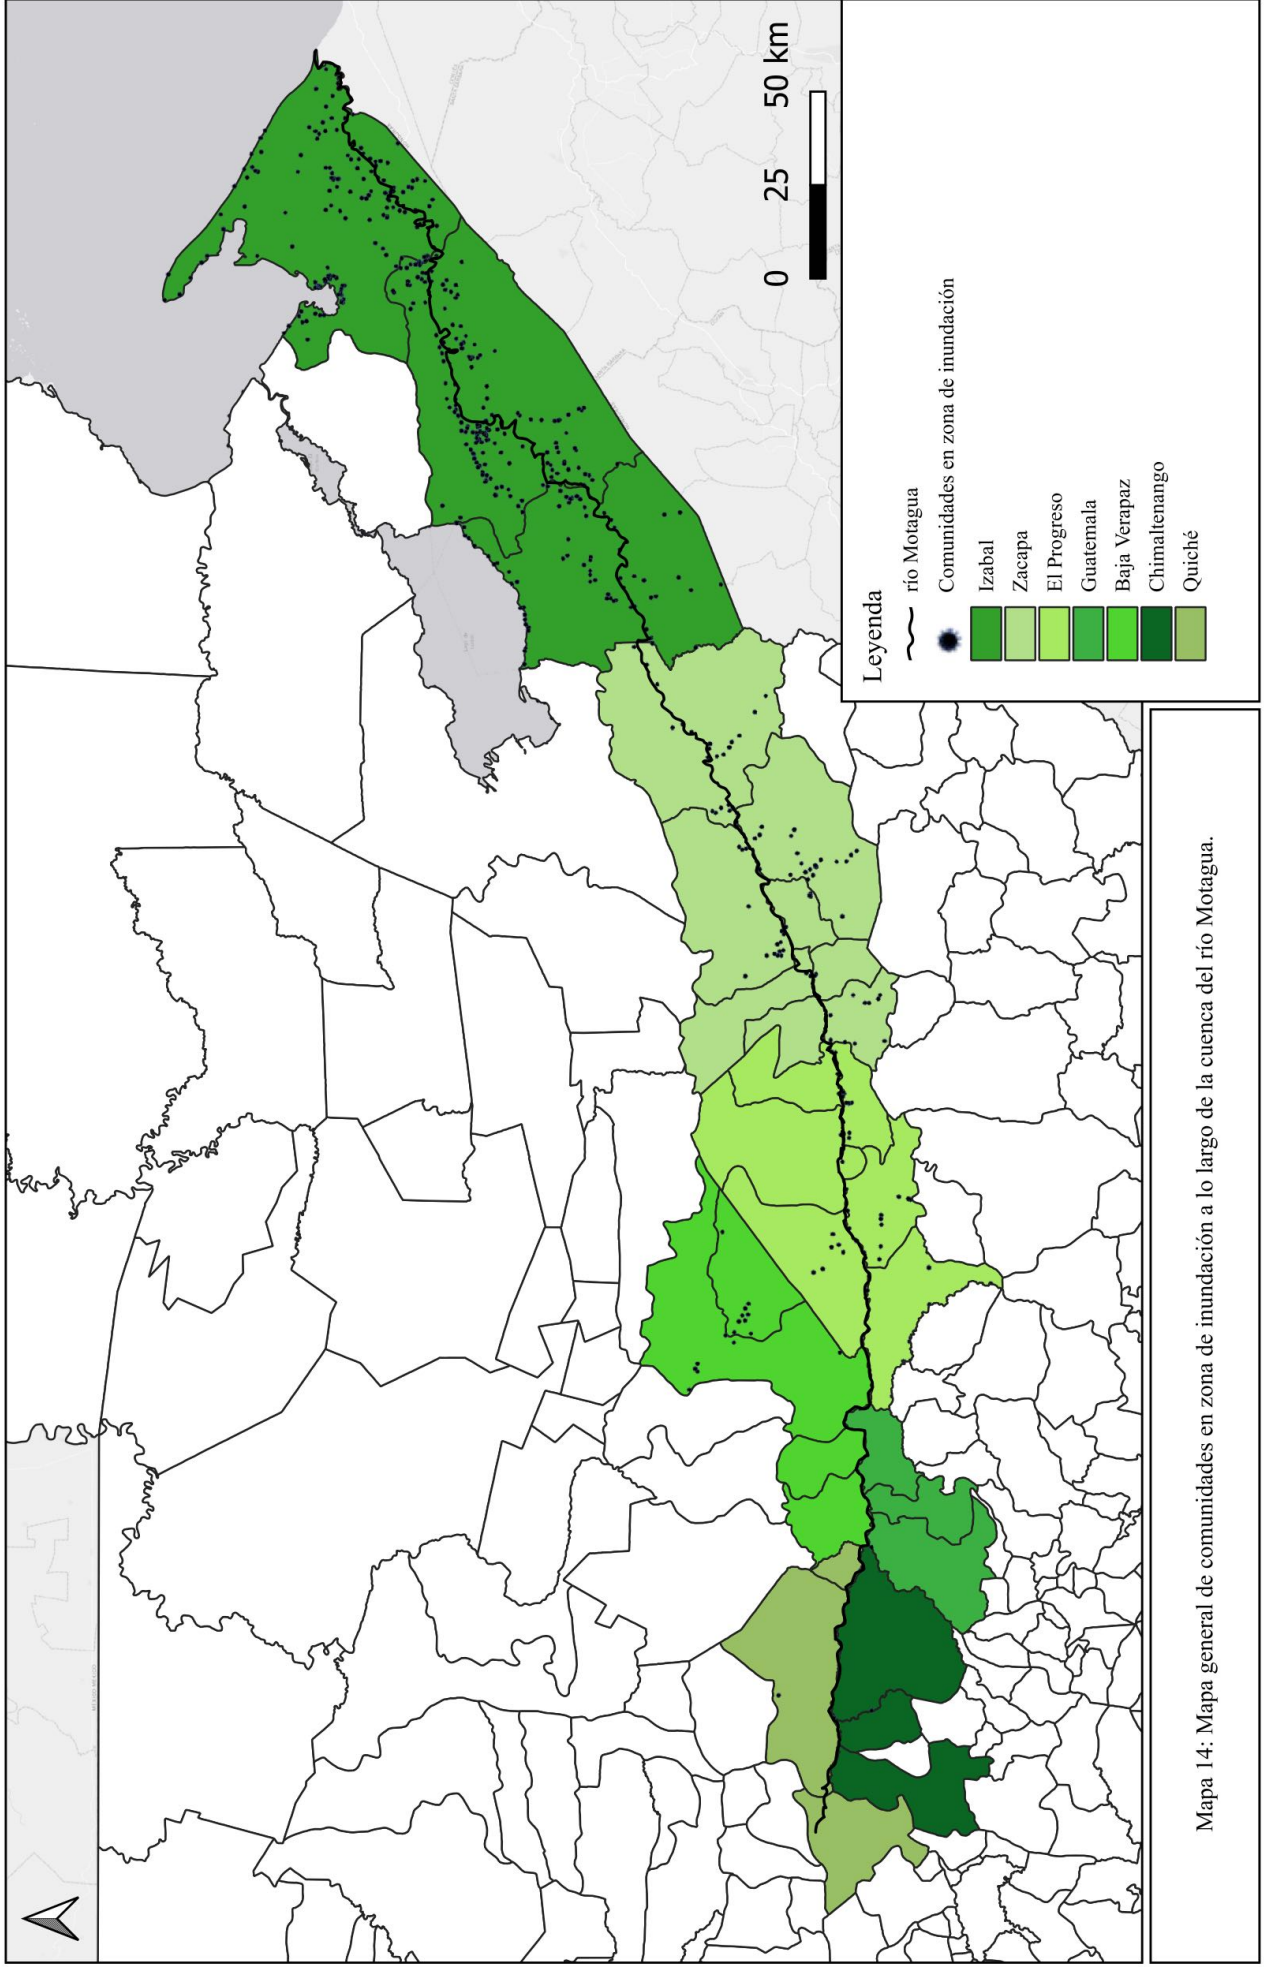 0 25 50 km
Leyenda
río Motagua
Comunidades en zona de inundación
Izabal
Zacapa
El Progreso
Guatemala
Baja Verapaz
Chimaltenango
Quiché
Mapa 14: Mapa general de comunidades en zona de inundación a lo largo de la cuenca del río Motagua.